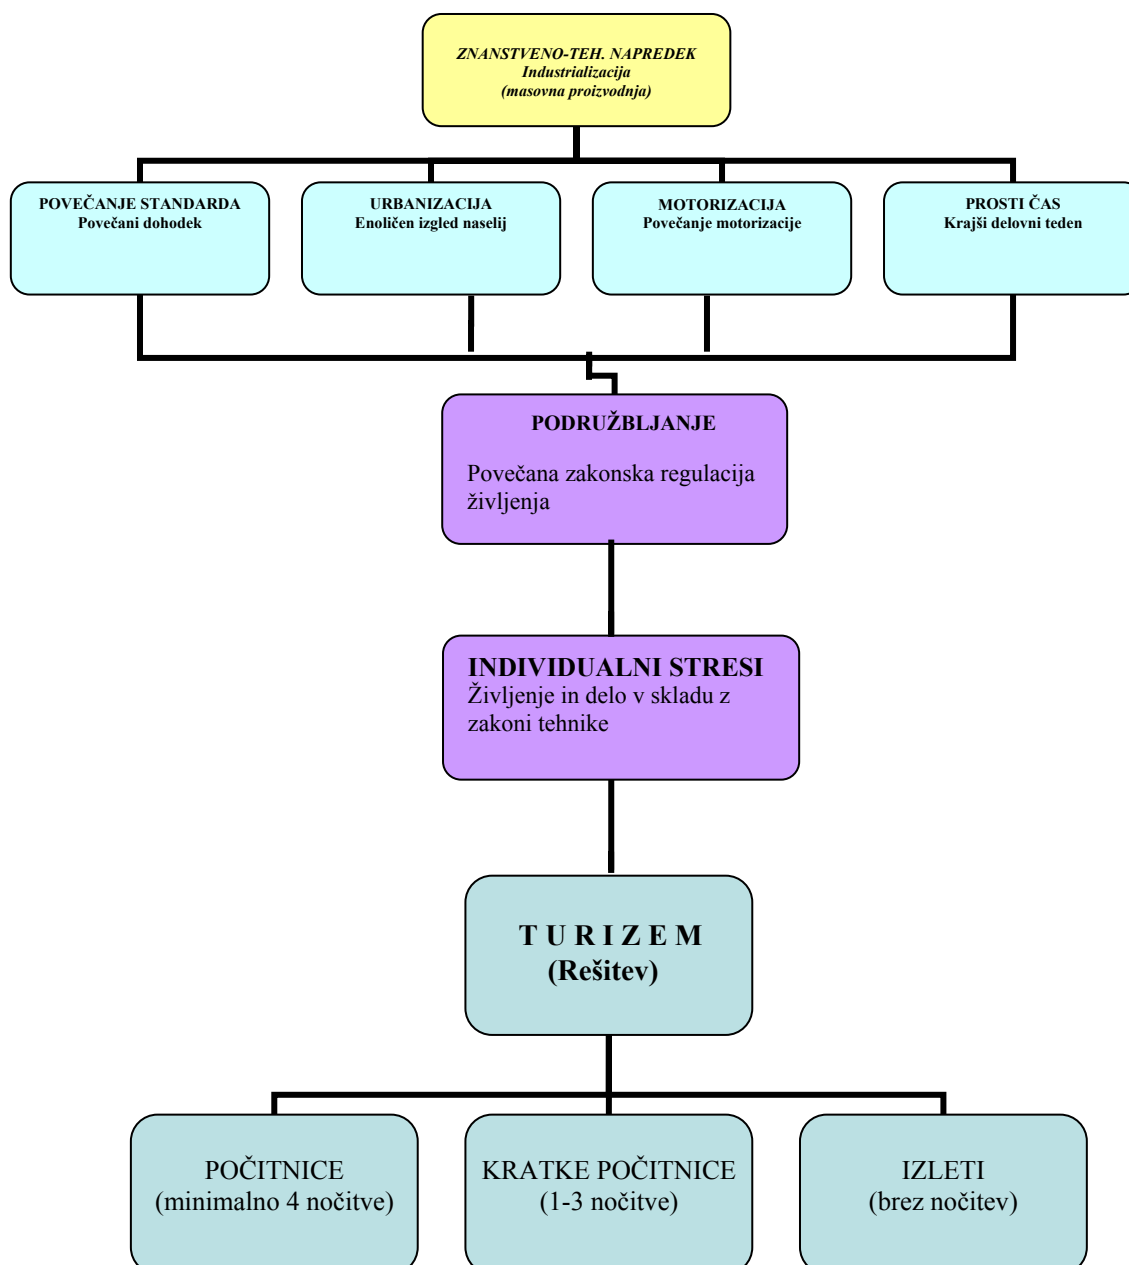 ZNANSTVENO-TEH. NAPREDEK
Industrializacija
(masovna proizvodnja)
POVEČANJE STANDARDA
Povečani dohodek
URBANIZACIJA
Enoličen izgled naselij
MOTORIZACIJA
Povečanje motorizacije
PROSTI ČAS
Krajši delovni teden
PODRUŽBLJANJE
Povečana zakonska regulacija
življenja
INDIVIDUALNI STRESI
Življenje in delo v skladu z
zakoni tehnike
T U R I Z E M
(Rešitev)
POČITNICE
(minimalno 4 nočitve)
KRATKE POČITNICE
(1-3 nočitve)
IZLETI
(brez nočitev)